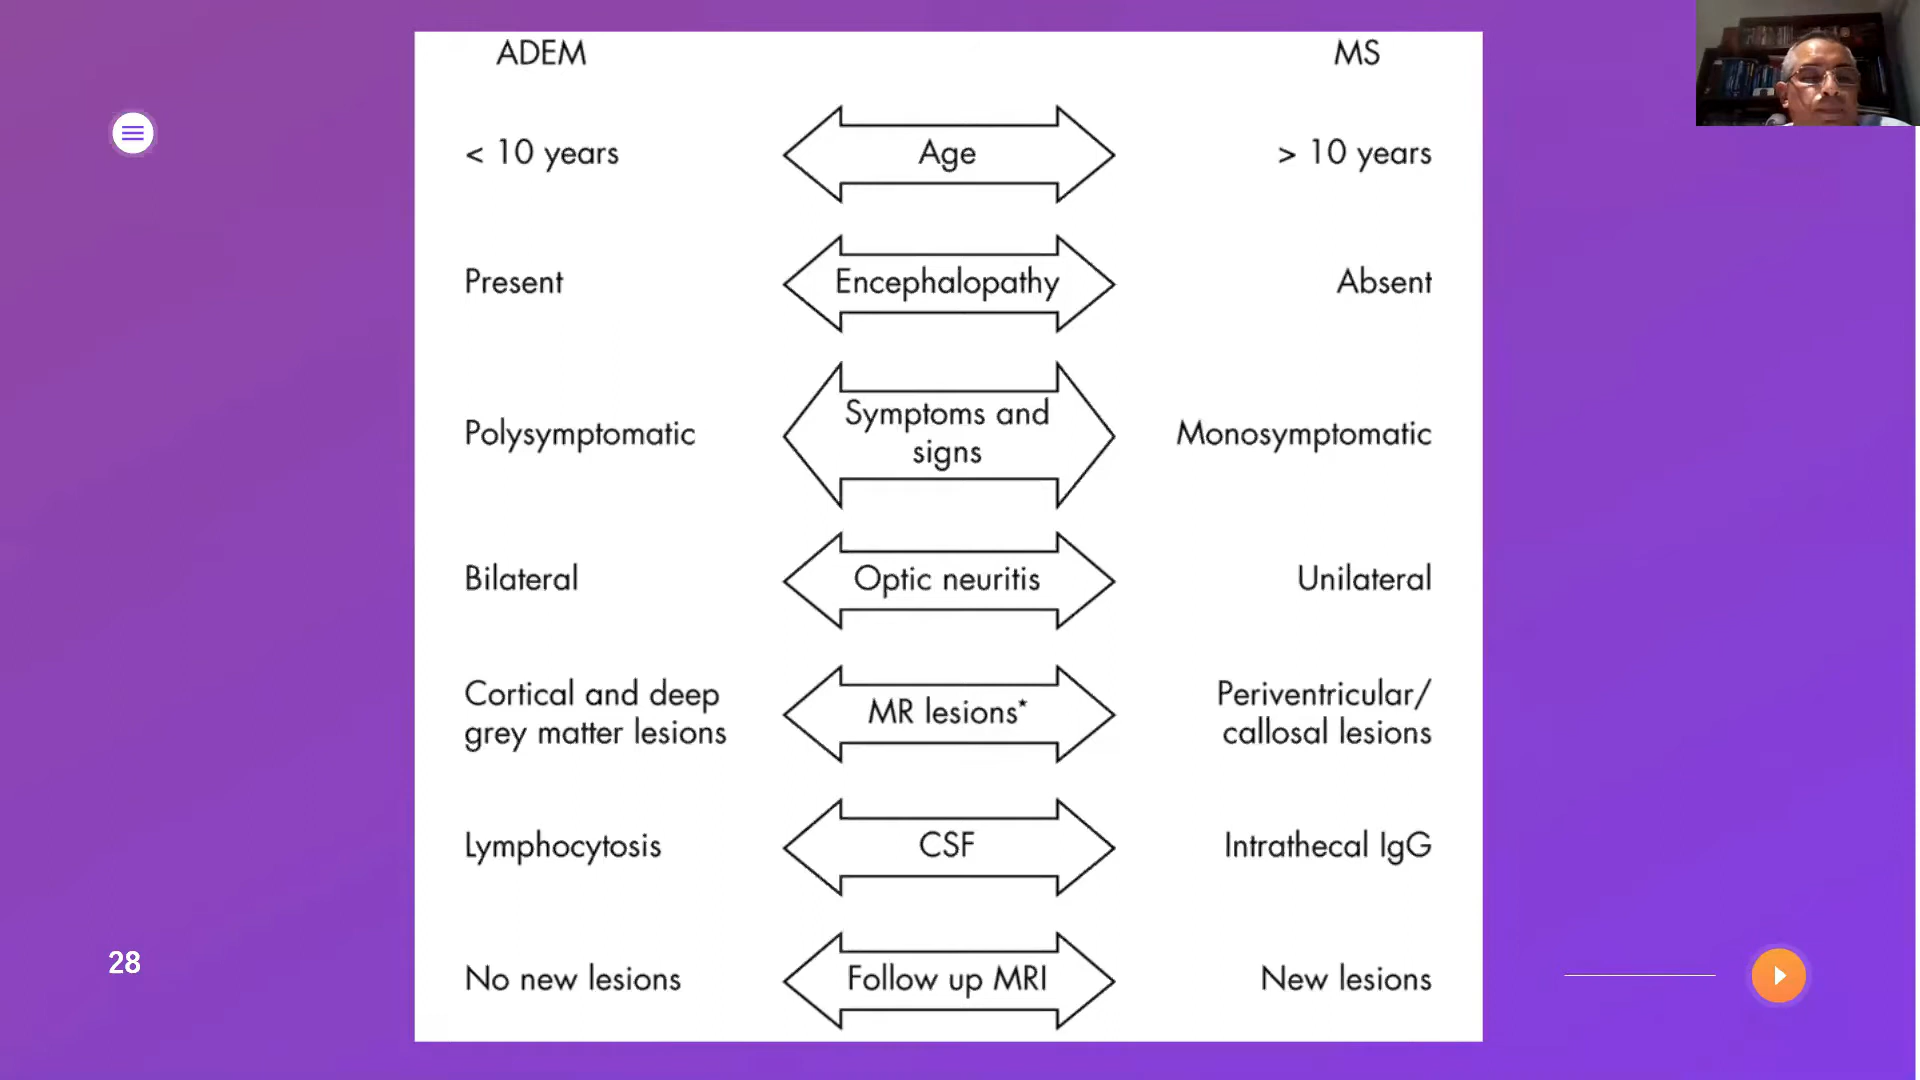 ADEM MS
< 10 years Age > 10 years
Present Encephalopathy Absent
Polysymptomatic Symptoms and signs Monosymptomatic
Bilateral Optic neuritis Unilateral
Cortical and deep grey matter lesions MR lesions* Periventricular/ callosal lesions
Lymphocytosis CSF Intrathecal IgG
No new lesions Follow up MRI New lesions
28